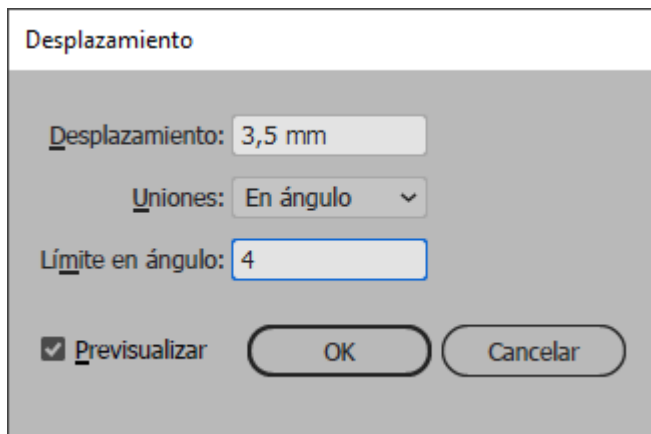 Desplazamiento
Desplazamiento: 3,5 mm
Uniones: En ángulo
Límite en ángulo: 4
Previsualizar OK Cancelar